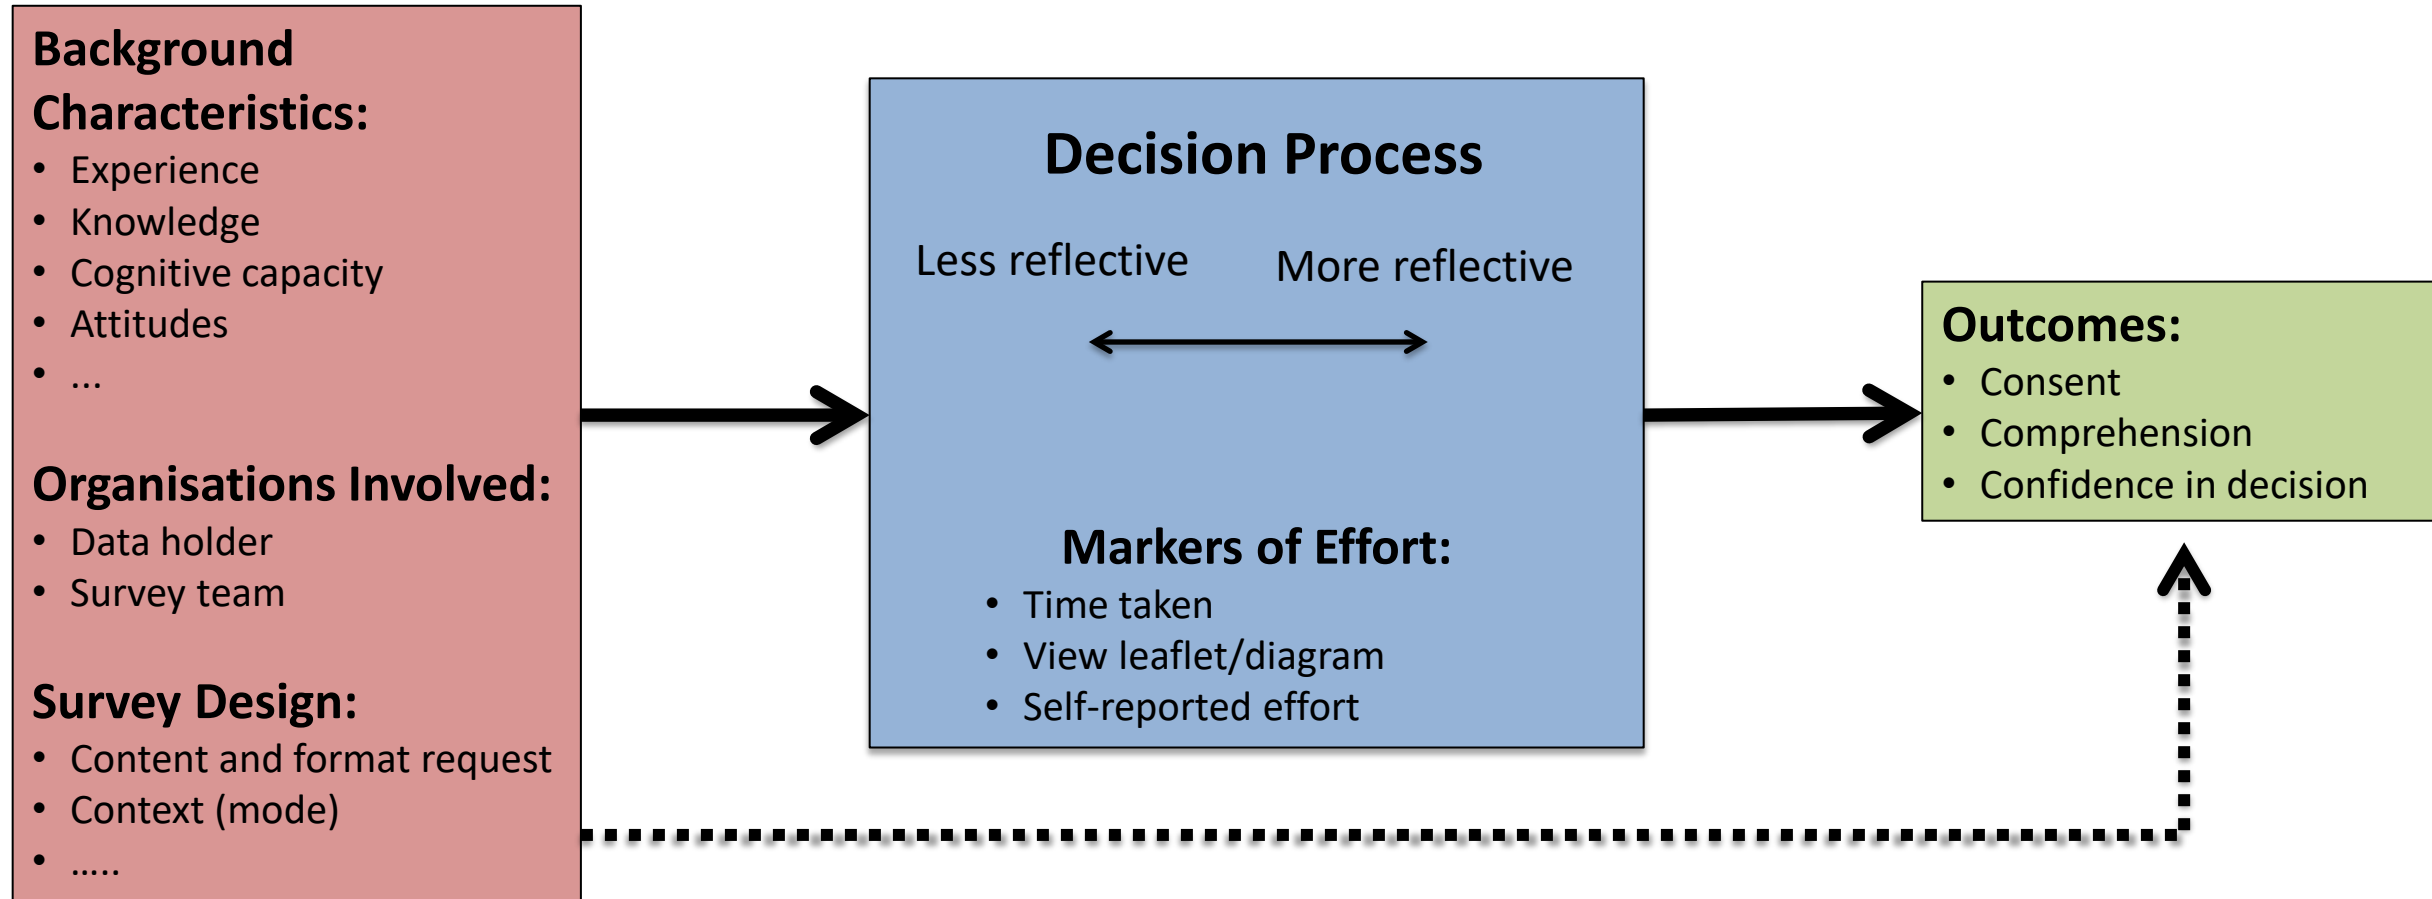 Background
Characteristics:
• Experience
• Knowledge
• Cognitive capacity
• Attitudes
• ...
Organisations Involved:
• Data holder
• Survey team
Survey Design:
• Content and format request
• Context (mode)
• .....
Decision Process
Less reflective
More reflective
Markers of Effort:
• Time taken
• View leaflet/diagram
• Self-reported effort
Outcomes:
• Consent
• Comprehension
• Confidence in decision